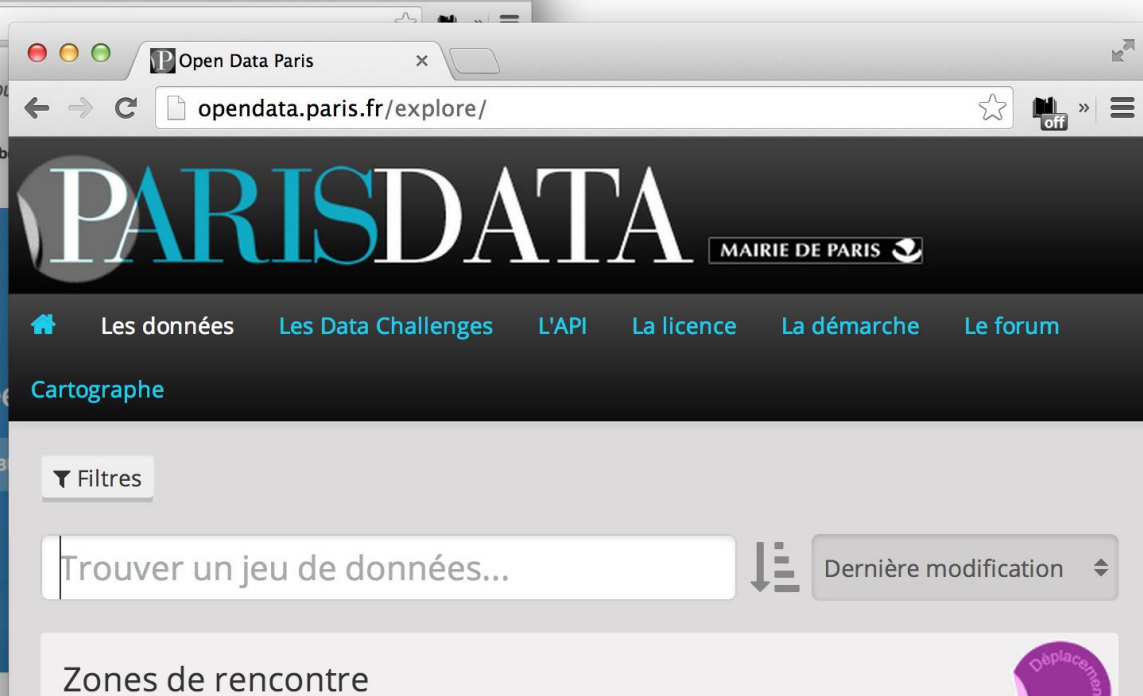 Open Data Paris
opendata.paris.fr/explore/
off
PARISDATA
MAIRIE DE PARIS
Les données Les Data Challenges L'API La licence La démarche Le forum
Cartographe
Filtres
Trouver un jeu de données...
Dernière modification
Zones de rencontre